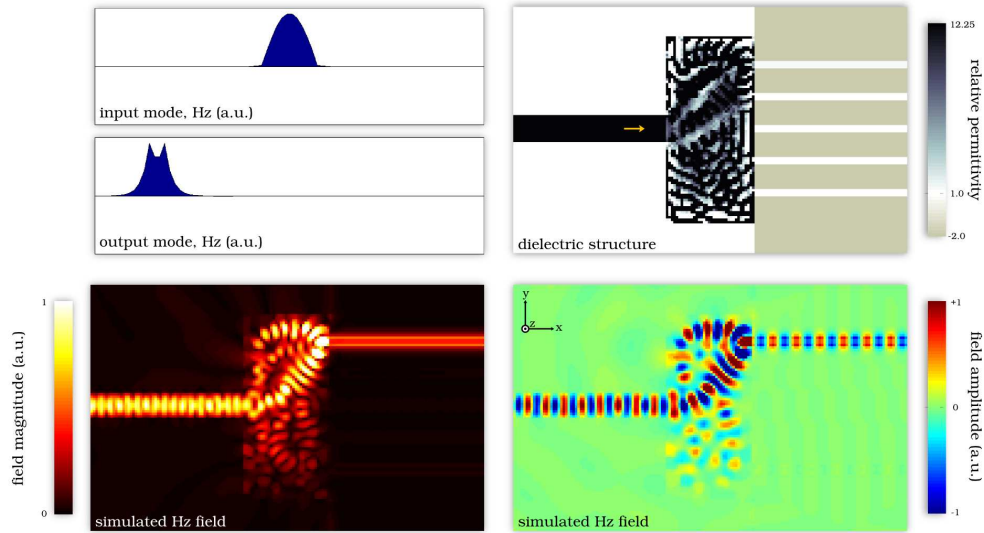 input mode, Hz (a.u.)
output mode, Hz (a.u.)
dielectric structure
12.25
1.0
-2.0
relative permittivity
1
0
field magnitude (a.u.)
simulated Hz field
y
z
x
simulated Hz field
+1
0
-1
field amplitude (a.u.)